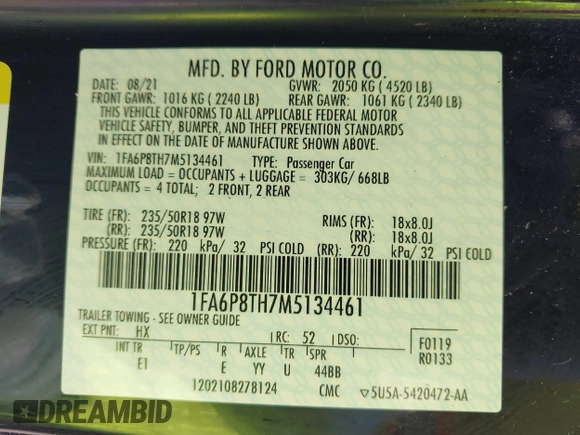 MFD. BY FORD MOTOR CO.
DATE: 08/21 GVWR: 2050 KG ( 4520 LB)
FRONT GAWR: 1016 KG ( 2240 LB) REAR GAWR: 1061 KG ( 2340 LB)
THIS VEHICLE CONFORMS TO ALL APPLICABLE FEDERAL MOTOR
VEHICLE SAFETY, BUMPER, AND THEFT PREVENTION STANDARDS
IN EFFECT ON THE DATE OF MANUFACTURE SHOWN ABOVE.
VIN: 1FA6P8TH7M5134461 TYPE: Passenger Car
MAXIMUM LOAD = OCCUPANTS + LUGGAGE = 303KG/ 668LB
OCCUPANTS = 4 TOTAL; 2 FRONT, 2 REAR
TIRE (FR): 235/50R18 97W RIMS (FR): 18x8.0J
(RR): 235/50R18 97W (RR): 18x8.0J
PRESSURE (FR): 220 kPa/ 32 PSI COLD (RR): 220 kPa/ 32 PSI COLD
1FA6P8TH7M5134461
TRAILER TOWING - SEE OWNER GUIDE
EXT PNT: HX RC: 52 DSO: F0119
INT TR TP/PS R AXLE TR SPR R0133
E1 E YY U 44BB
1202108278124 CMC ▽5U5A-5420472-AA
DREAMBID